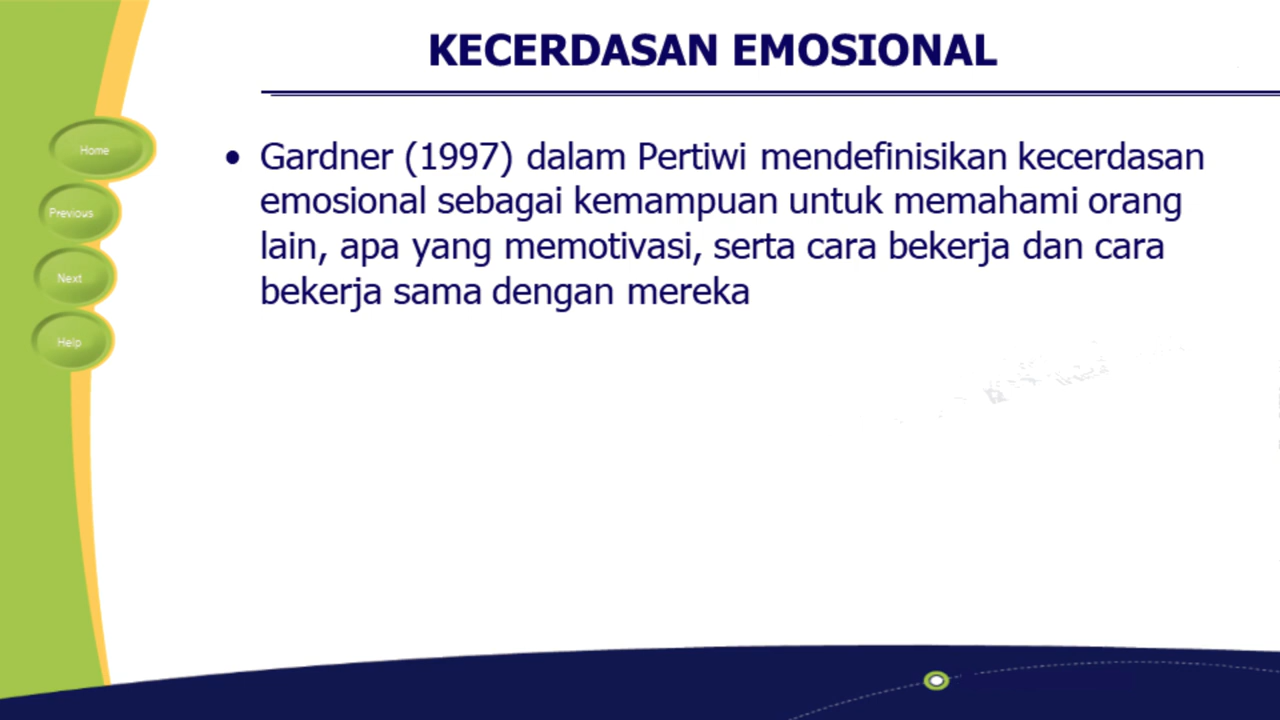 KECERDASAN EMOSIONAL
Home
Previous
Next
Help
• Gardner (1997) dalam Pertiwi mendefinisikan kecerdasan
emosional sebagai kemampuan untuk memahami orang
lain, apa yang memotivasi, serta cara bekerja dan cara
bekerja sama dengan mereka